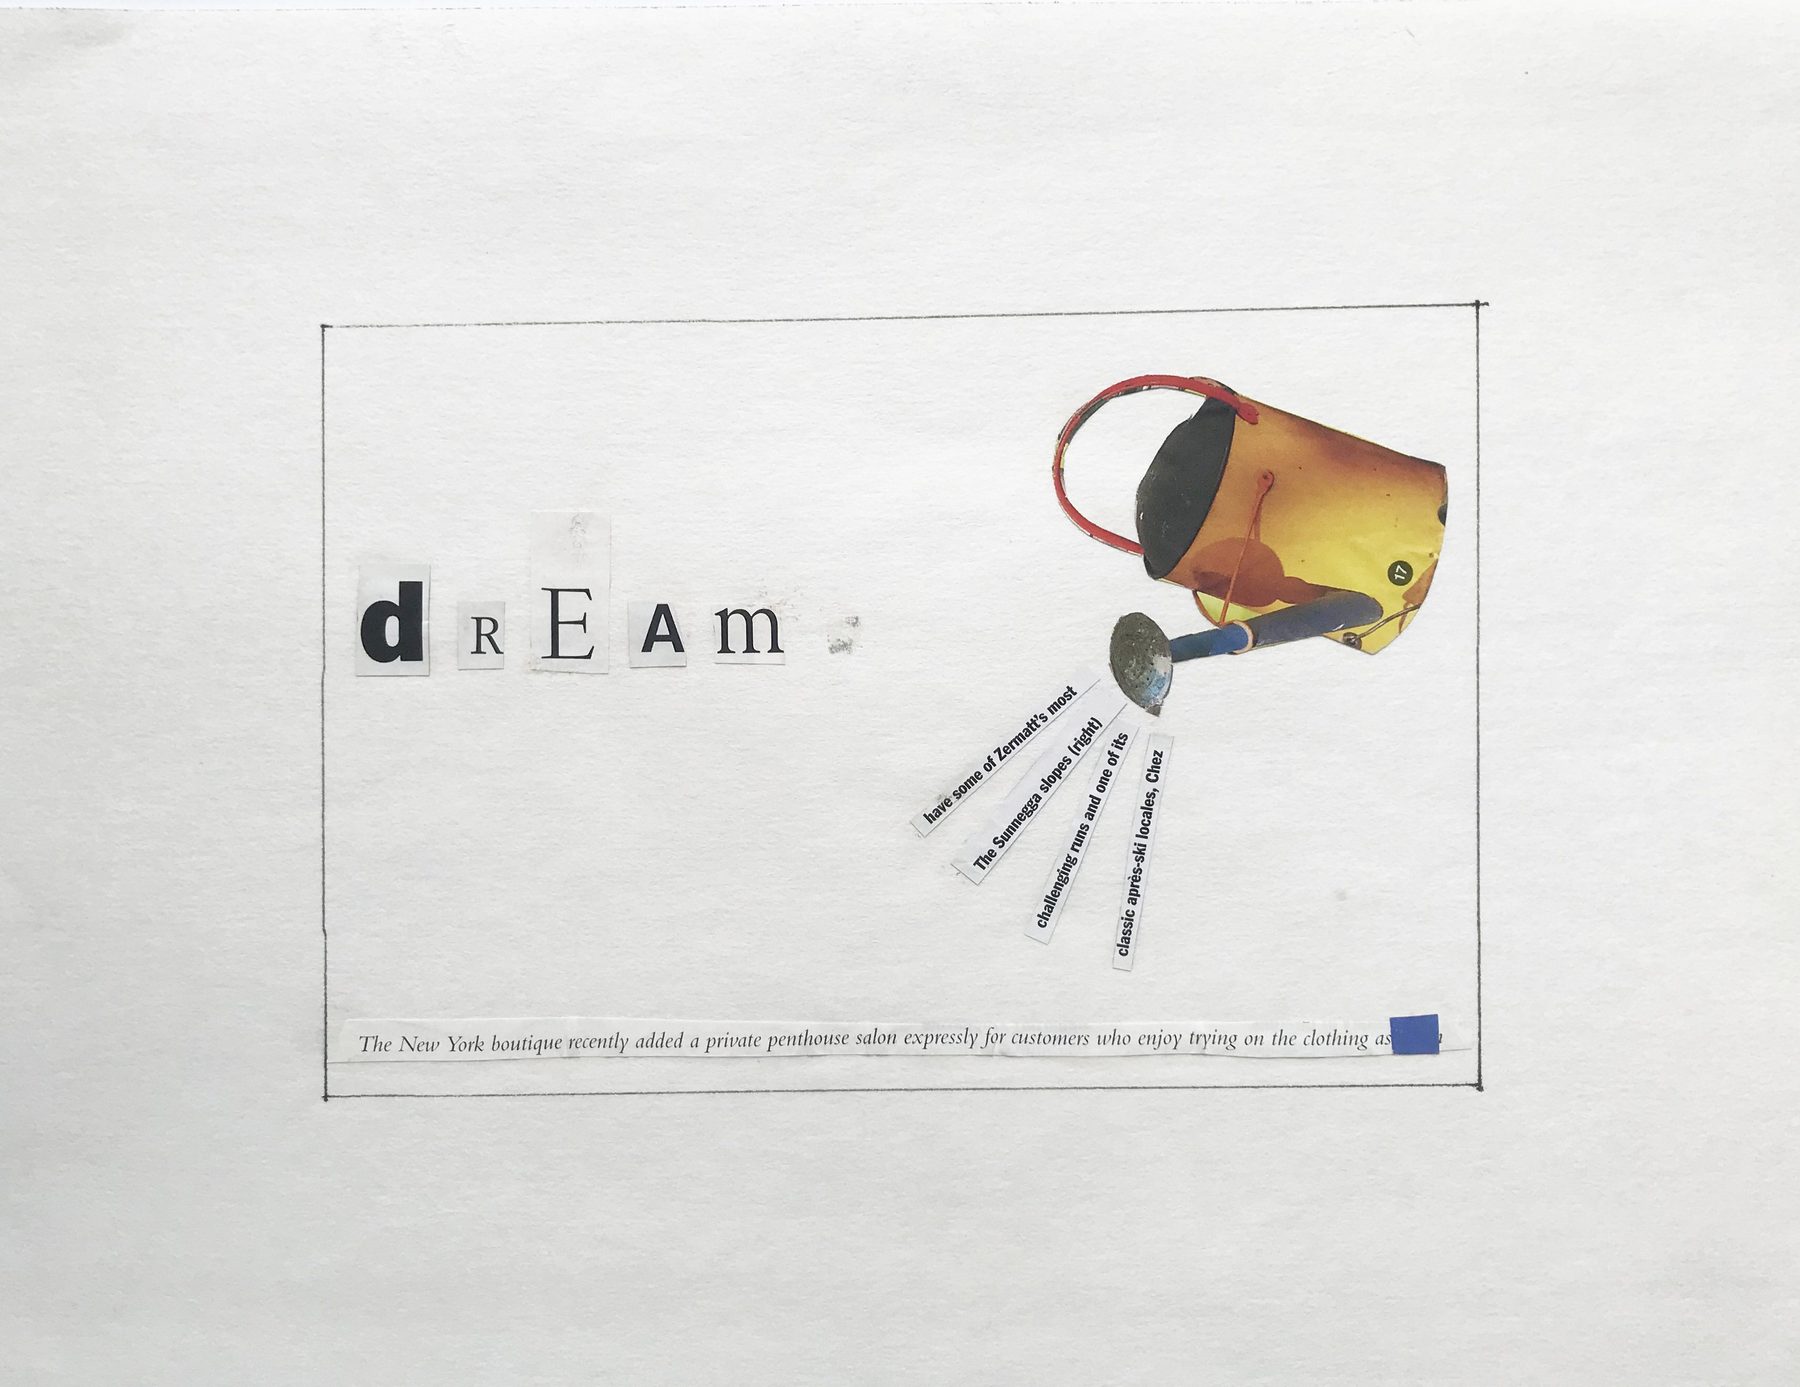 dREAm
17
have some of Zermatt's most
The Sunnegga slopes (right)
challenging runs and one of its
classic après-ski locales, Chez
The New York boutique recently added a private penthouse salon expressly for customers who enjoy trying on the clothing as